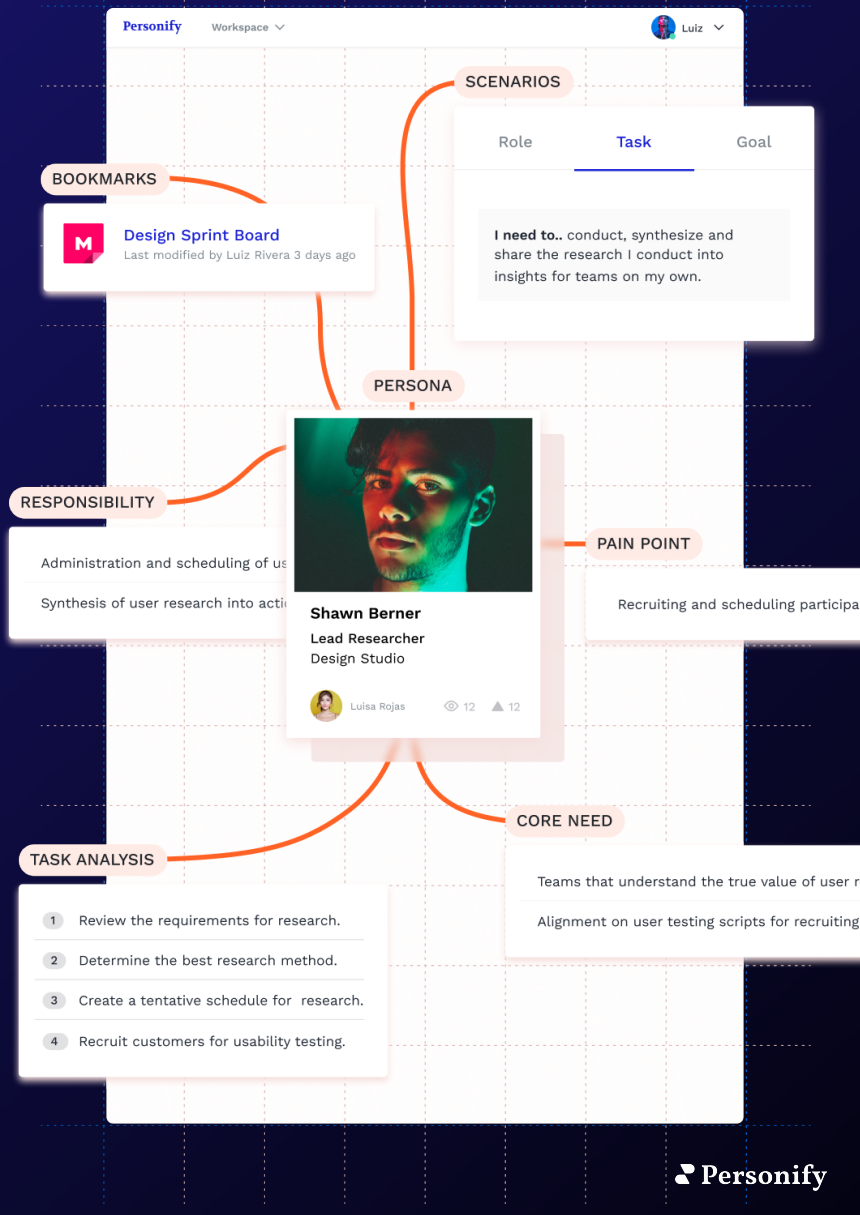 Personify
Workspace
Luiz
SCENARIOS
Role
Task
Goal
I need to.. conduct, synthesize and
share the research I conduct into
insights for teams on my own.
BOOKMARKS
M
Design Sprint Board
Last modified by Luiz Rivera 3 days ago
PERSONA
Shawn Berner
Lead Researcher
Design Studio
Luisa Rojas
12
12
RESPONSIBILITY
Administration and scheduling of
Synthesis of user research into
PAIN POINT
Recruiting and scheduling
CORE NEED
Teams that understand the true value of user
Alignment on user testing scripts for recruiting
TASK ANALYSIS
1 Review the requirements for research.
2 Determine the best research method.
3 Create a tentative schedule for research.
4 Recruit customers for usability testing.
Personify